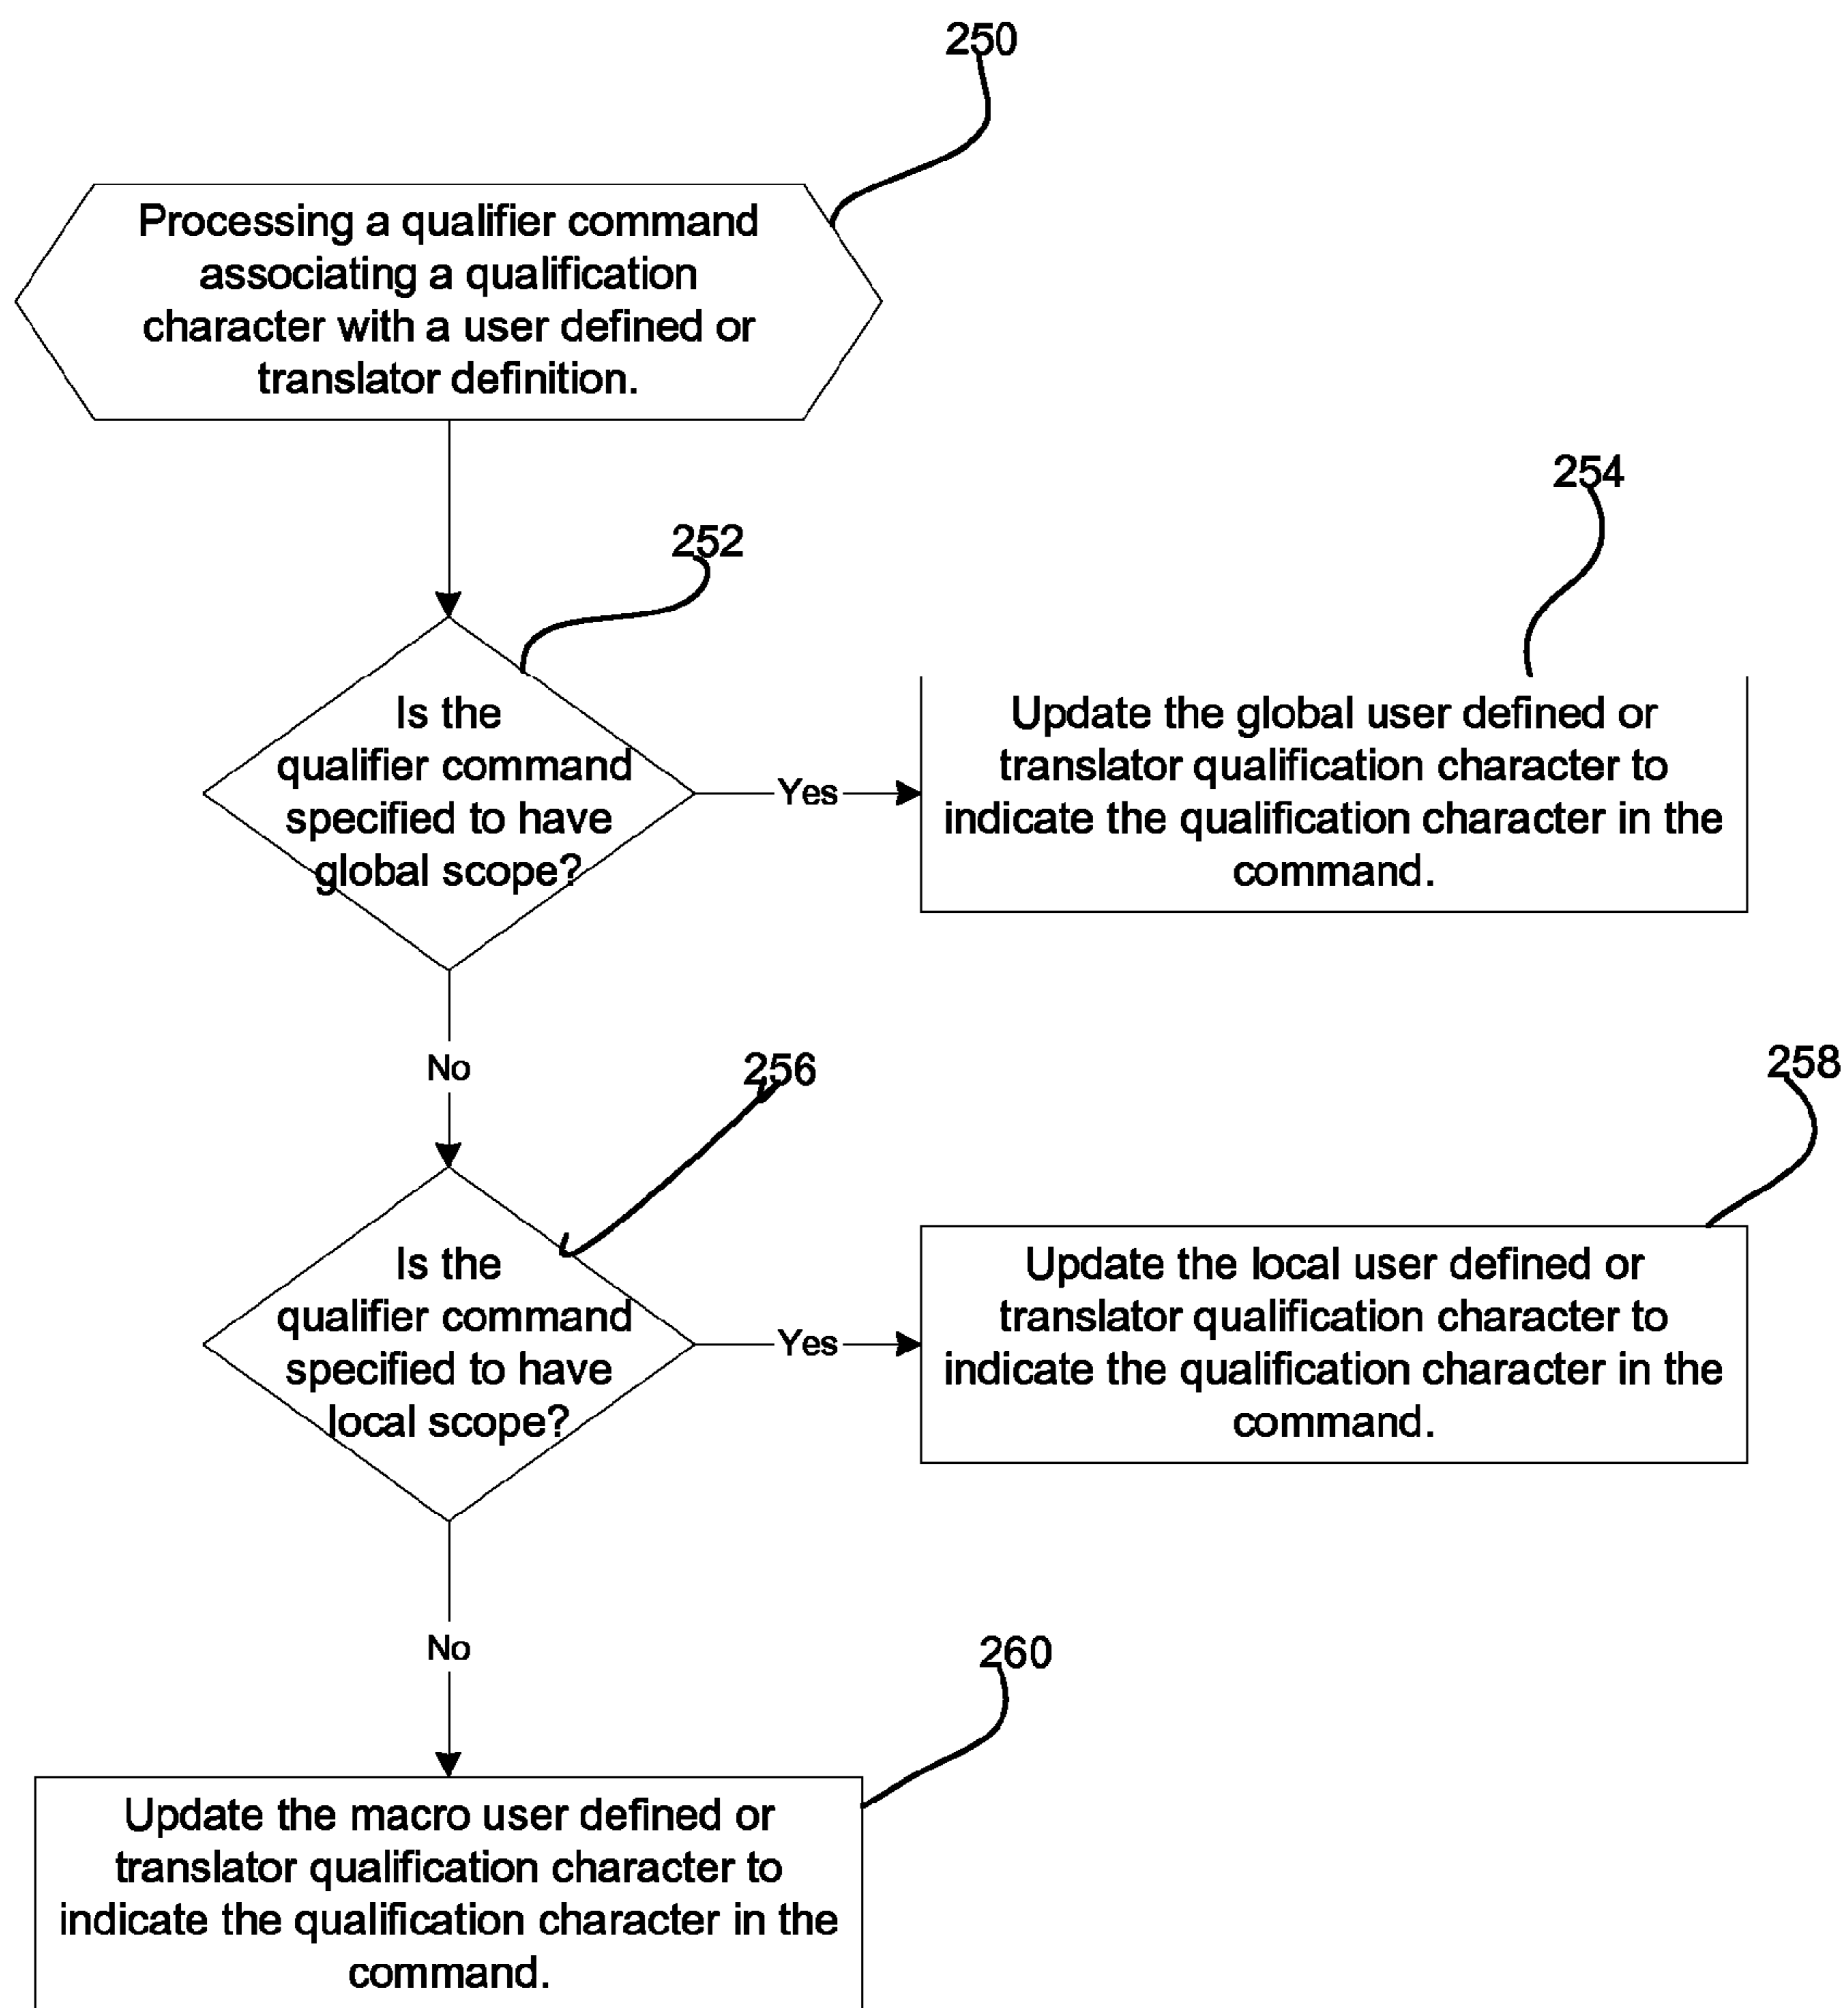 250
Processing a qualifier command
associating a qualification
character with a user defined or
translator definition.
254
252
Is the
qualifier command
specified to have
global scope?
Yes
Update the global user defined or
translator qualification character to
indicate the qualification character in the
command.
No
256
258
Is the
qualifier command
specified to have
local scope?
Yes
Update the local user defined or
translator qualification character to
indicate the qualification character in the
command.
No
260
Update the macro user defined or
translator qualification character to
indicate the qualification character in the
command.